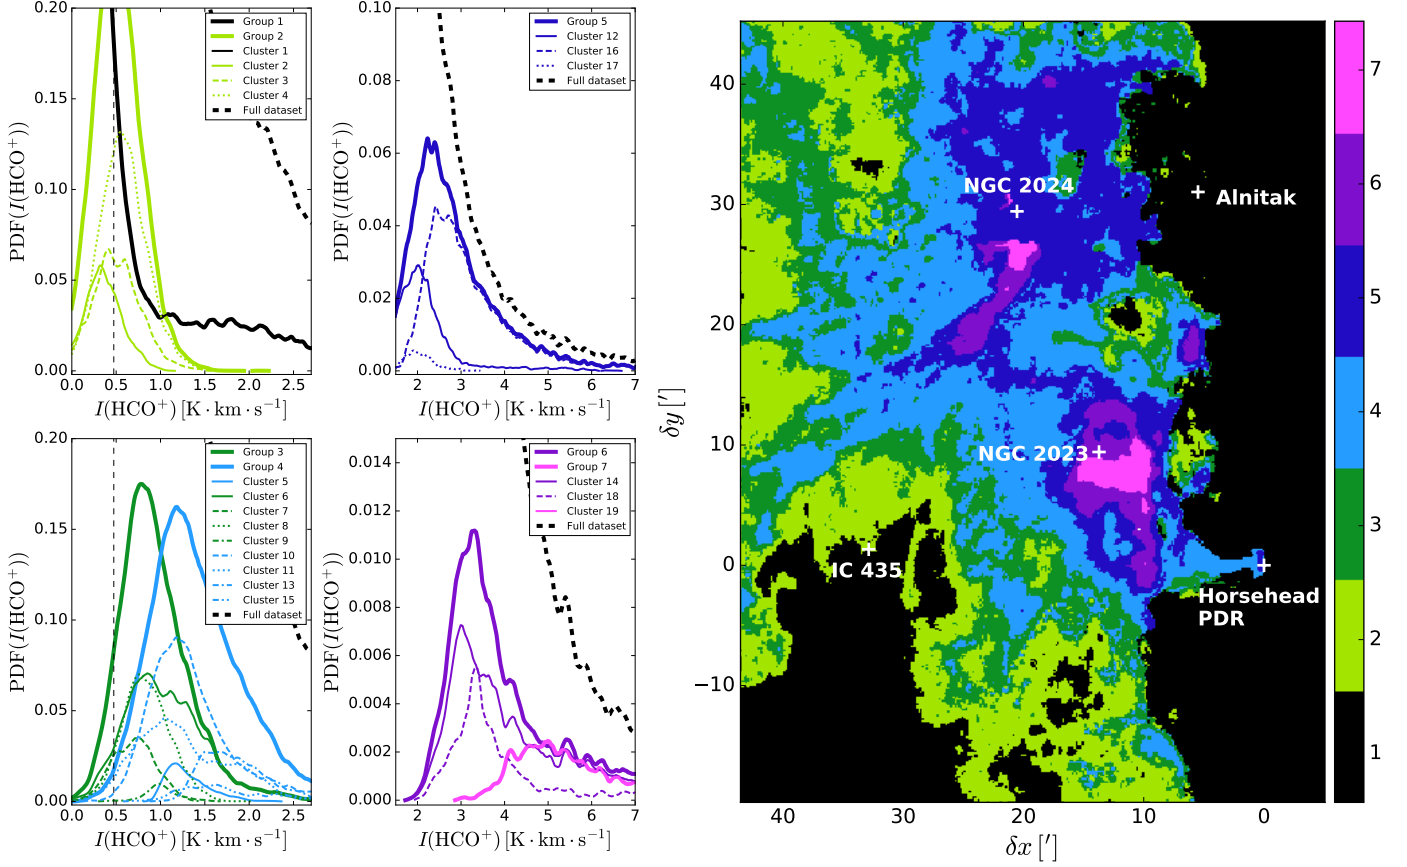 0.20
0.15
0.10
0.05
0.00
PDF(I(HCO⁺))
Group 1
Group 2
Cluster 1
Cluster 2
Cluster 3
Cluster 4
Full dataset
0.0 0.5 1.0 1.5 2.0 2.5
I(HCO⁺) [K · km · s⁻¹]
0.10
0.08
0.06
0.04
0.02
0.00
PDF(I(HCO⁺))
Group 5
Cluster 12
Cluster 16
Cluster 17
Full dataset
2 3 4 5 6 7
I(HCO⁺) [K · km · s⁻¹]
0.20
0.15
0.10
0.05
0.00
PDF(I(HCO⁺))
Group 3
Group 4
Cluster 5
Cluster 6
Cluster 7
Cluster 8
Cluster 9
Cluster 10
Cluster 11
Cluster 13
Cluster 15
Full dataset
0.0 0.5 1.0 1.5 2.0 2.5
I(HCO⁺) [K · km · s⁻¹]
0.014
0.012
0.010
0.008
0.006
0.004
0.002
0.000
PDF(I(HCO⁺))
Group 6
Group 7
Cluster 14
Cluster 18
Cluster 19
Full dataset
2 3 4 5 6 7
I(HCO⁺) [K · km · s⁻¹]
40
30
20
10
0
−10
δy [′]
NGC 2024
Alnitak
NGC 2023
IC 435
Horsehead
PDR
40 30 20 10 0
δx [′]
7
6
5
4
3
2
1